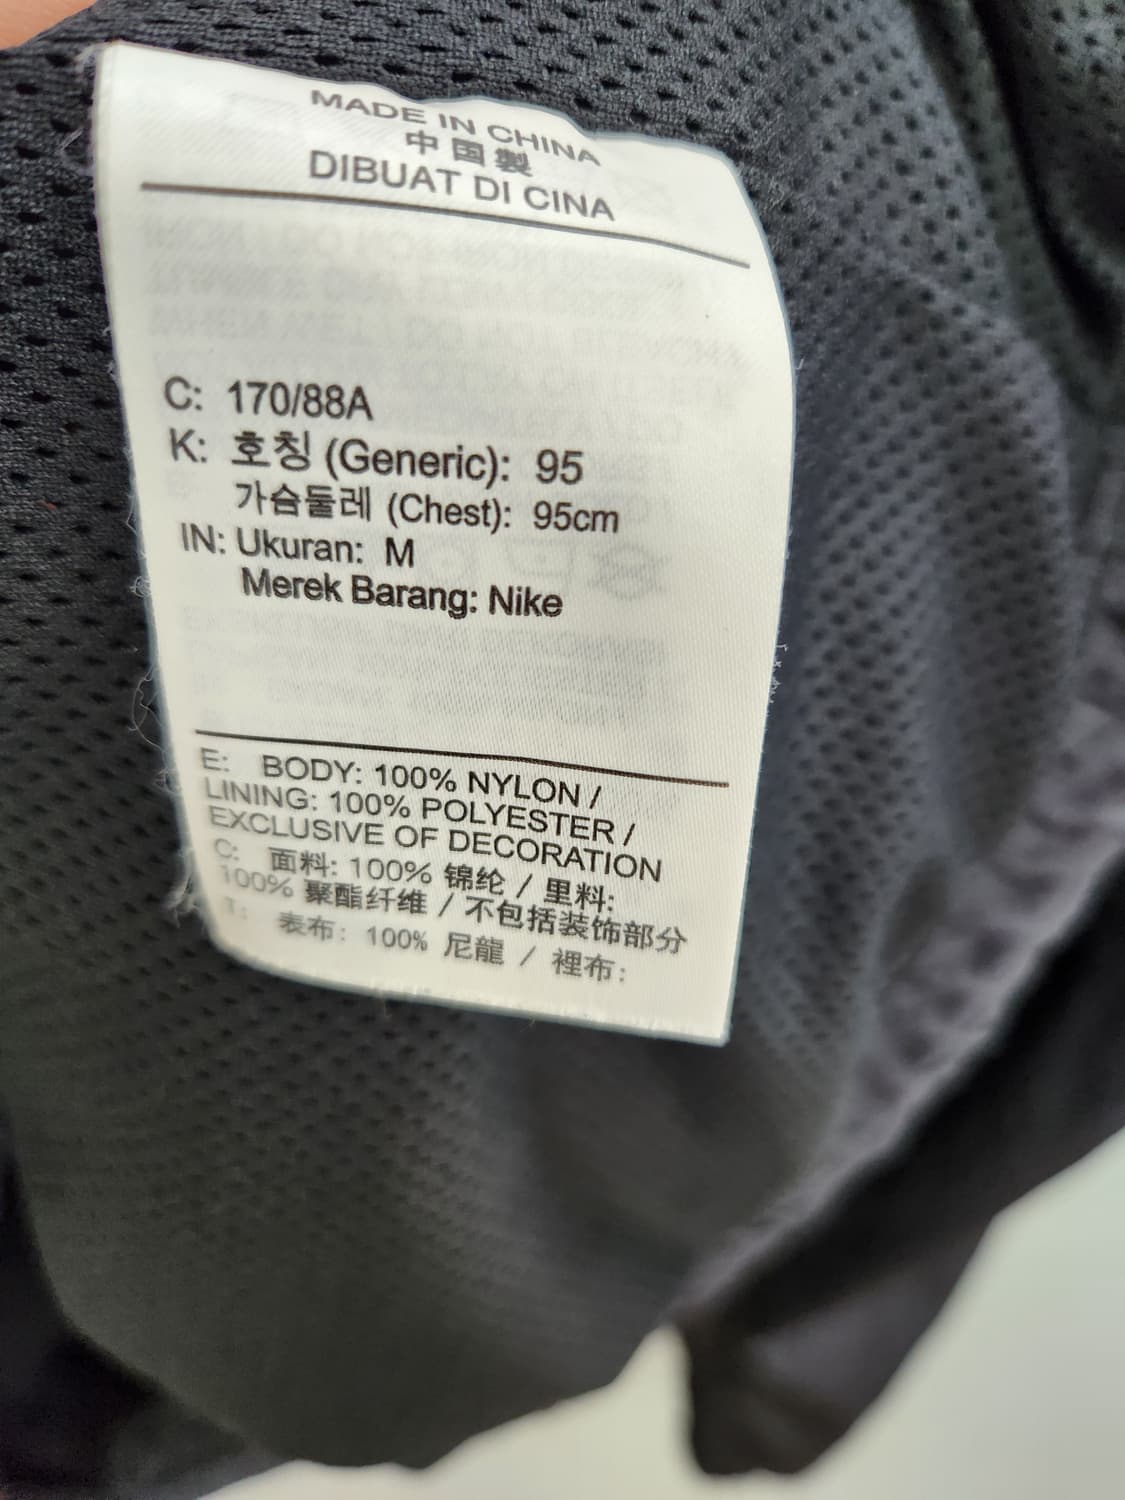 MADE IN CHINA
中国製
DIBUAT DI CINA
C: 170/88A
K: 호칭 (Generic): 95
가슴둘레 (Chest): 95cm
IN: Ukuran: M
Merek Barang: Nike
E: BODY: 100% NYLON /
LINING: 100% POLYESTER /
EXCLUSIVE OF DECORATION
C: 面料: 100% 锦纶 / 里料:
100% 聚酯纤维 / 不包括装饰部分
T: 表布: 100% 尼龍 / 裡布: